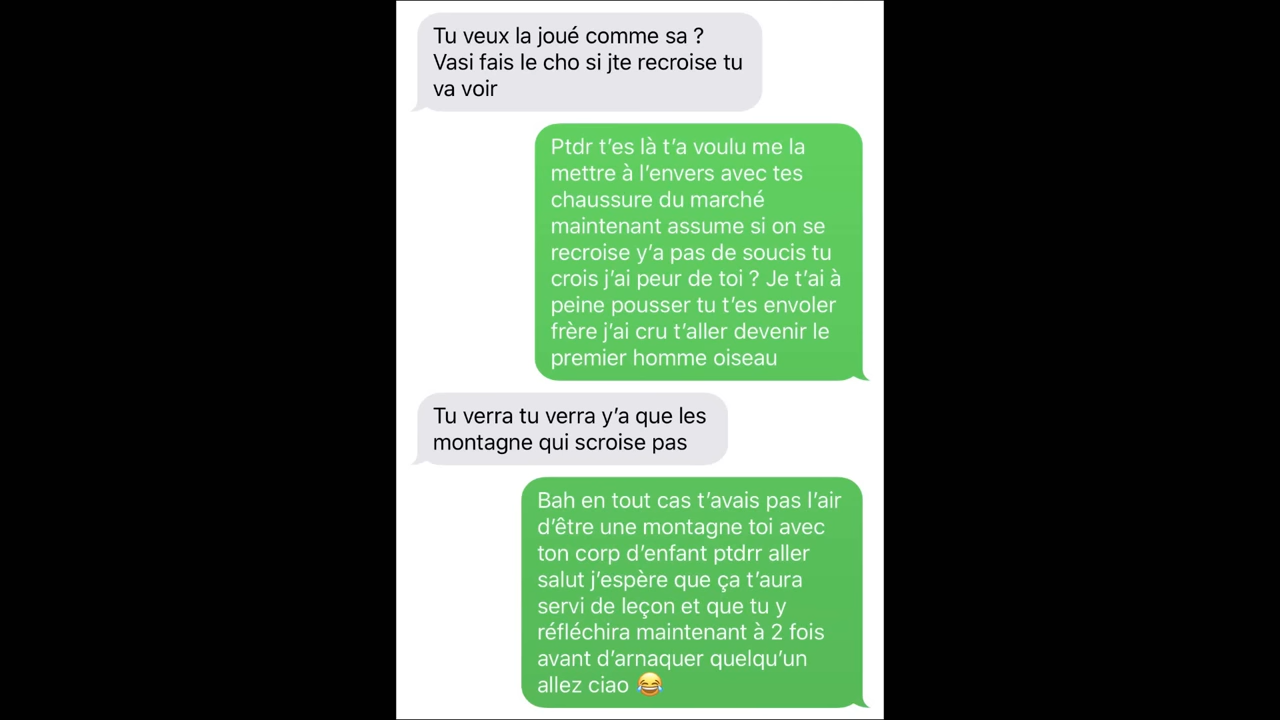 Tu veux la joué comme sa ?
Vasi fais le cho si jte recroise tu
va voir
Ptdr t’es là t’a voulu me la
mettre à l’envers avec tes
chaussure du marché
maintenant assume si on se
recroise y’a pas de soucis tu
crois j’ai peur de toi ? Je t’ai à
peine pousser tu t’es envoler
frère j’ai cru t’aller devenir le
premier homme oiseau
Tu verra tu verra y’a que les
montagne qui scroise pas
Bah en tout cas t’avais pas l’air
d’être une montagne toi avec
ton corp d’enfant ptdrr aller
salut j’espère que ça t’aura
servi de leçon et que tu y
réfléchira maintenant à 2 fois
avant d’arnaquer quelqu’un
allez ciao 😂